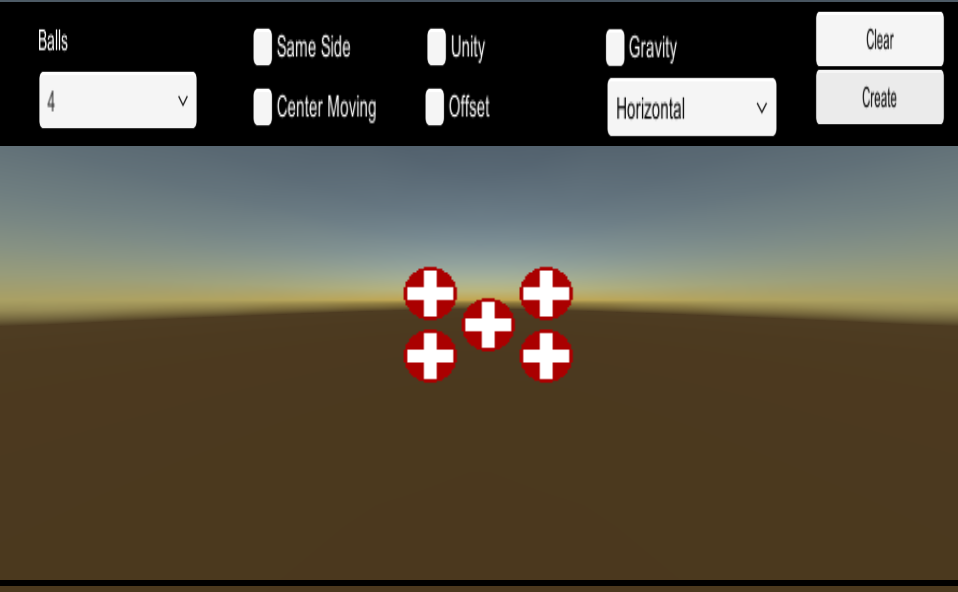 Balls
4
Same Side
Center Moving
Unity
Offset
Gravity
Horizontal
Clear
Create